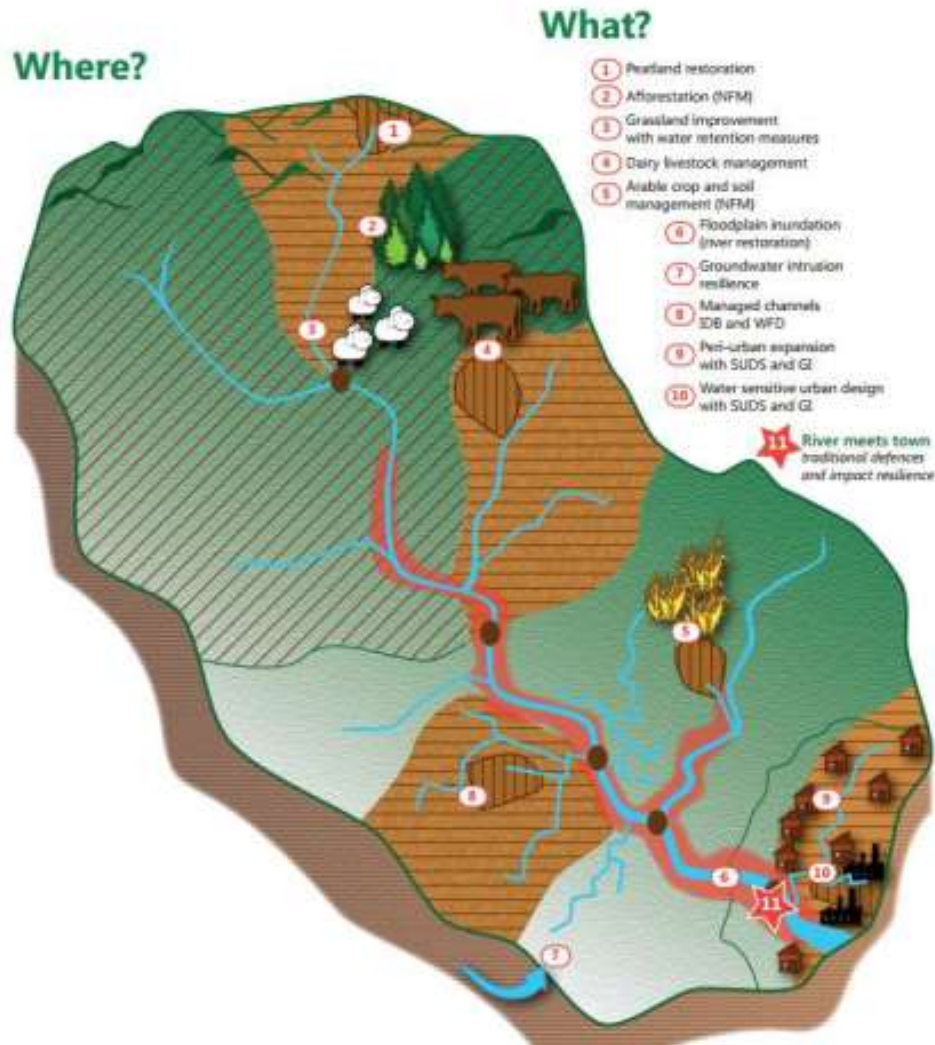 What?
Where?
1 Peatland restoration
2 Afforestation (NFM)
3 Grassland improvement
with water retention measures
4 Dairy livestock management
5 Arable crop and soil
management (NFM)
6 Floodplain inundation
(river restoration)
7 Groundwater intrusion
resilience
8 Managed channels
IDB and WFD
9 Peri-urban expansion
with SUDS and GI
10 Water sensitive urban design
with SUDS and GI
11 River meets town
traditional defences
and impact resilience
1
2
3
4
5
8
9
10
6
11
7